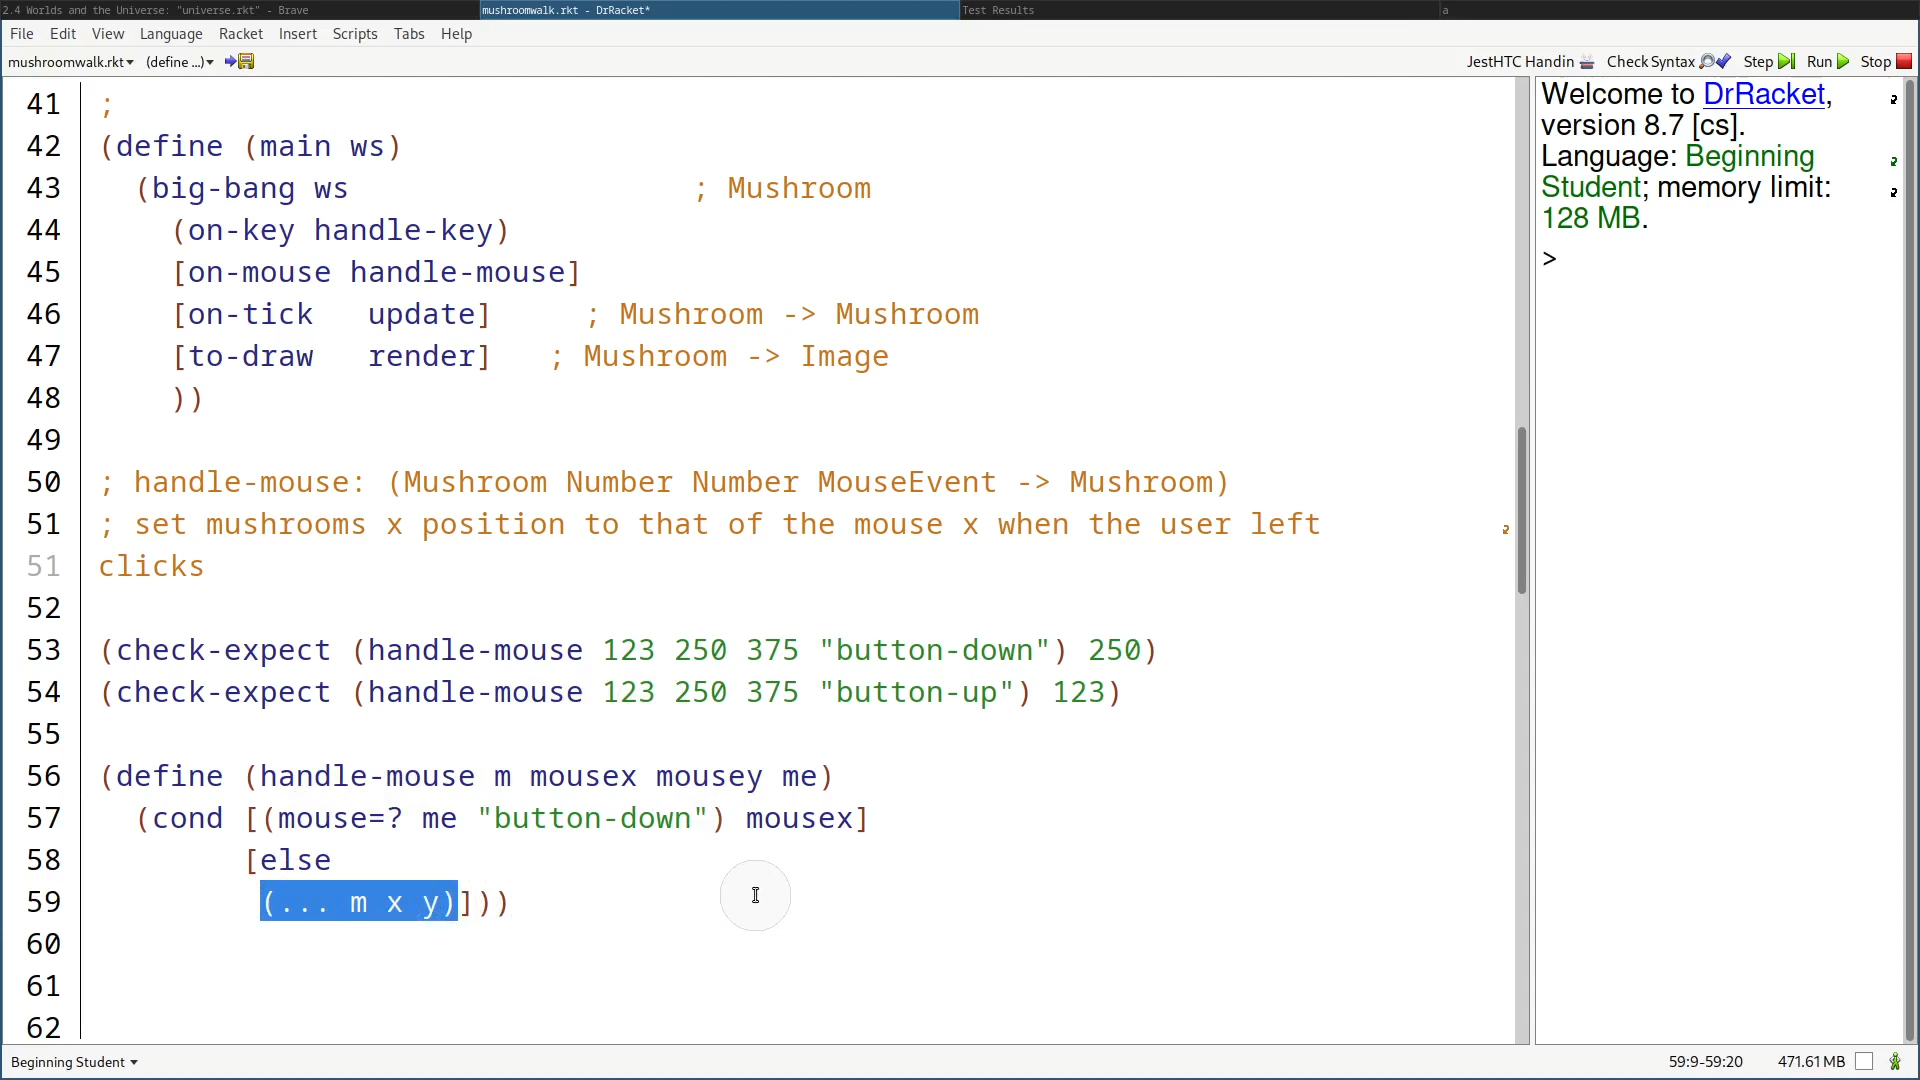 2.4 Worlds and the Universe: "universe.rkt" - Brave
mushroomwalk.rkt - DrRacket*
Test Results
a
File Edit View Language Racket Insert Scripts Tabs Help
mushroomwalk.rkt▾ (define ...)▾
JestHTC Handin Check Syntax Step Run Stop
41 ;
42 (define (main ws)
43 (big-bang ws ; Mushroom
44 (on-key handle-key)
45 [on-mouse handle-mouse]
46 [on-tick update] ; Mushroom -> Mushroom
47 [to-draw render] ; Mushroom -> Image
48 ))
49
50 ; handle-mouse: (Mushroom Number Number MouseEvent -> Mushroom)
51 ; set mushrooms x position to that of the mouse x when the user left
51 clicks
52
53 (check-expect (handle-mouse 123 250 375 "button-down") 250)
54 (check-expect (handle-mouse 123 250 375 "button-up") 123)
55
56 (define (handle-mouse m mousex mousey me)
57 (cond [(mouse=? me "button-down") mousex]
58 [else
59 (... m x y)]))
60
61
62
Welcome to DrRacket,
version 8.7 [cs].
Language: Beginning
Student; memory limit:
128 MB.
>
Beginning Student ▾
59:9-59:20 471.61 MB